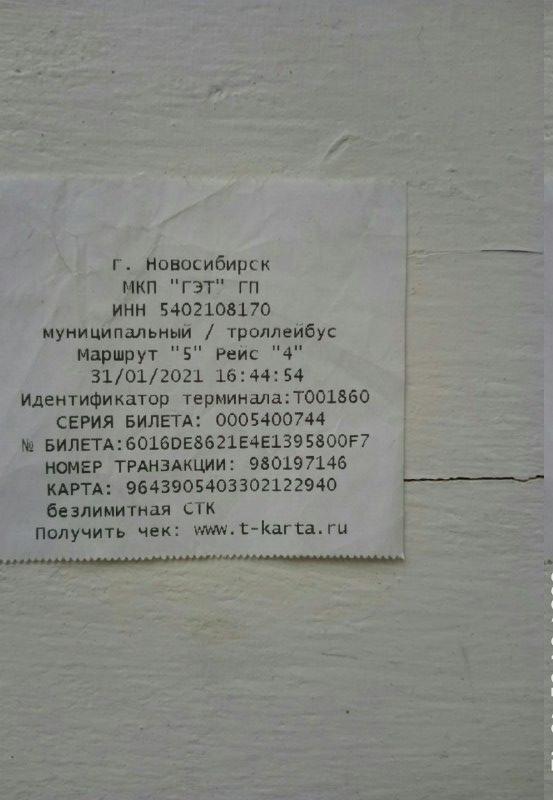 г. Новосибирск
МКП "ГЭТ" ГП
ИНН 5402108170
муниципальный / троллейбус
Маршрут "5" Рейс "4"
31/01/2021 16:44:54
Идентификатор терминала:Т001860
СЕРИЯ БИЛЕТА: 0005400744
№ БИЛЕТА:6016DE8621E4E1395800F7
НОМЕР ТРАНЗАКЦИИ: 980197146
КАРТА: 9643905403302122940
безлимитная СТК
Получить чек: www.t-karta.ru